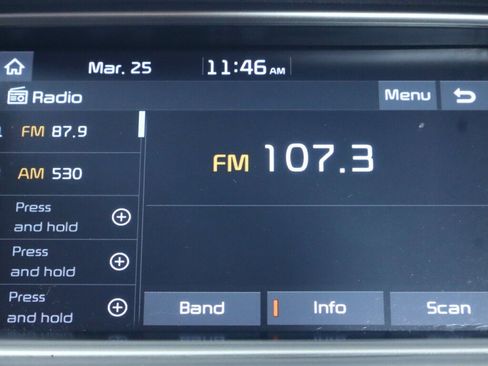 Mar. 25 11:46 AM
Radio Menu
FM 87.9
AM 530
FM 107.3
Press
and hold
Press
and hold
Press
and hold
Band Info Scan